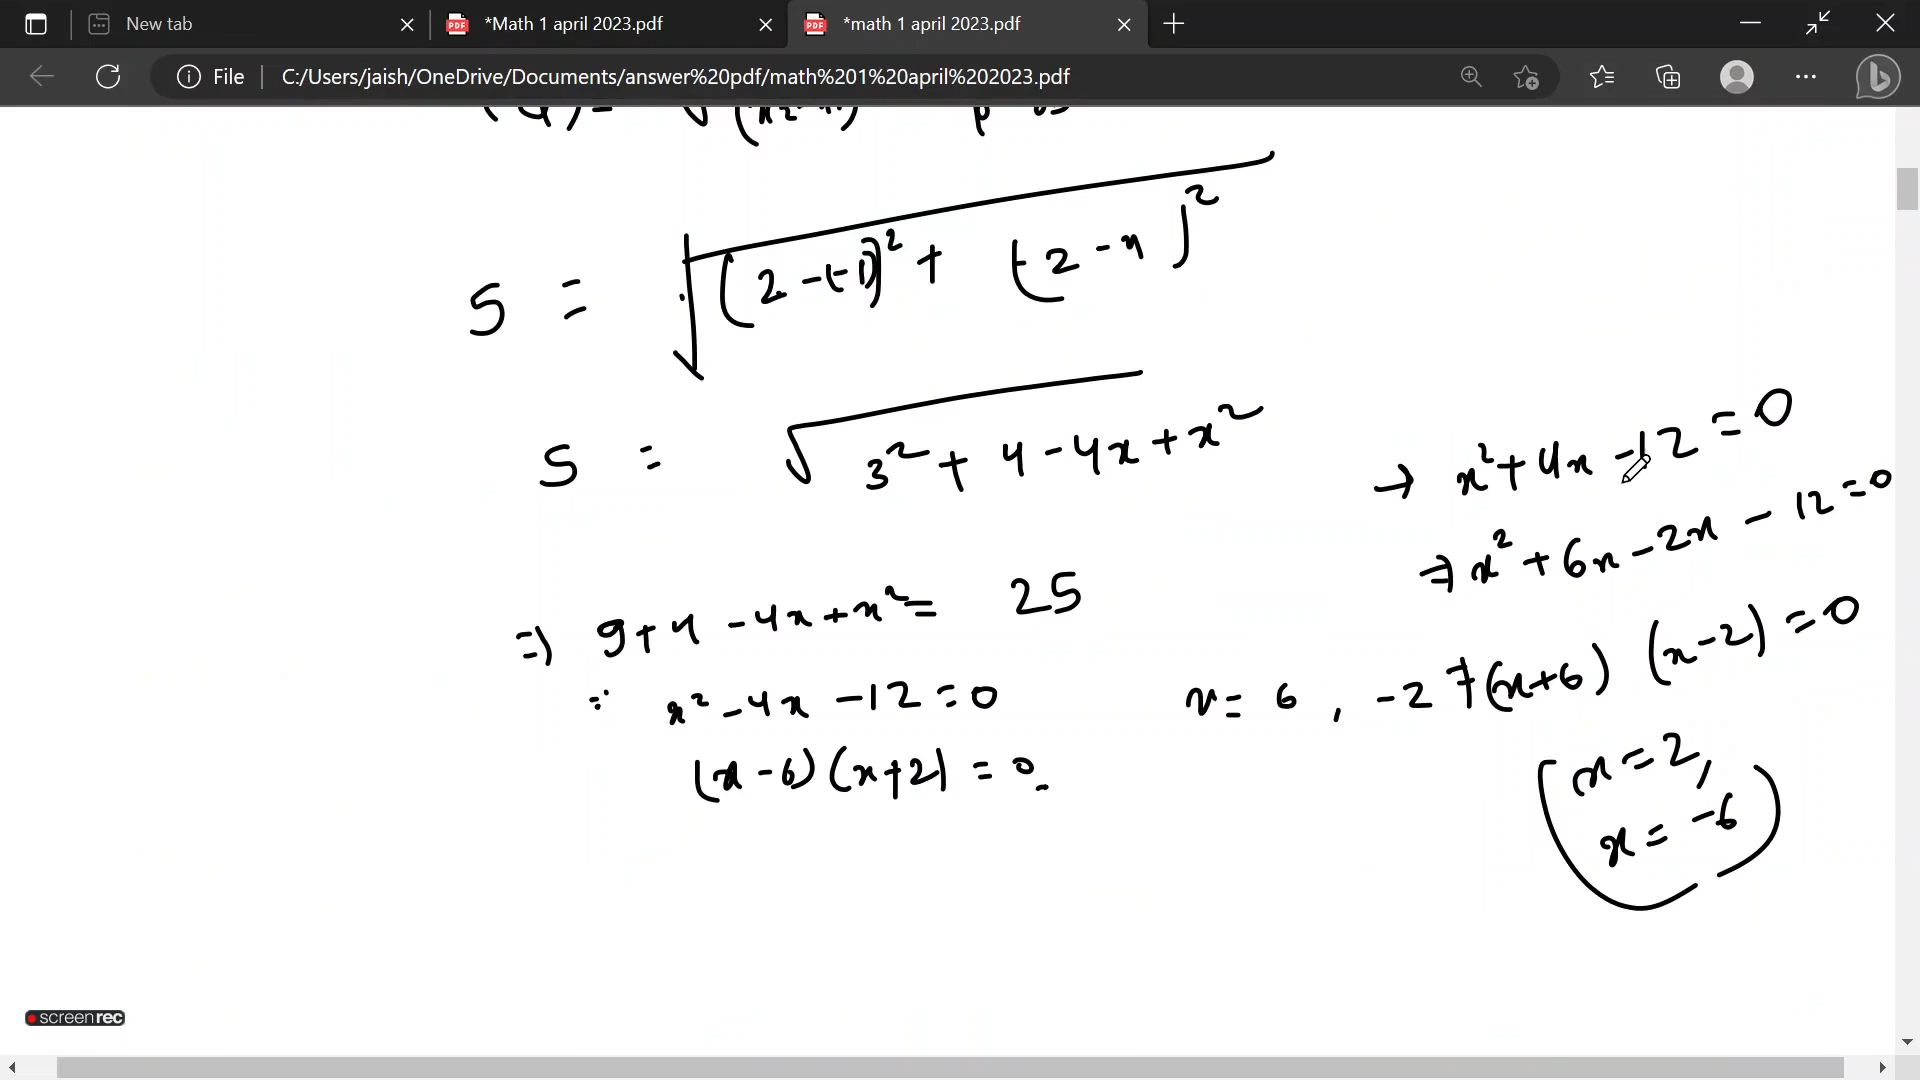 New tab
*Math 1 april 2023.pdf
*math 1 april 2023.pdf
File
C:/Users/jaish/OneDrive/Documents/answer%20pdf/math%201%20april%202023.pdf
5 = √(2-(-1))² + (2-x)²
5 = √3² + 4 - 4x + x²
⇒ 9+4 - 4x + x² = 25
∵ x² - 4x - 12 = 0
(x-6)(x+2) = 0
x = 6, -2
→ x² + 4x - 12 = 0
⇒ x² + 6x - 2x - 12 = 0
(x+6) (x-2) = 0
x = 2,
x = -6
screenrec